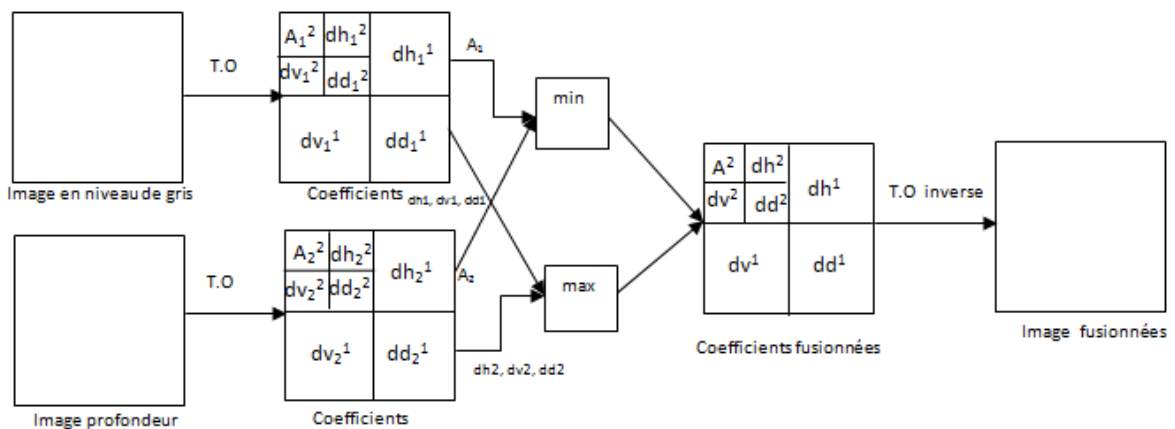 T.O
A₁² dh₁² dh₁¹
dv₁² dd₁²
dv₁¹ dd₁¹
Image en niveau de gris
Coefficients
A₁
dh1, dv1, dd1
min
T.O
A₂² dh₂² dh₂¹
dv₂² dd₂²
dv₂¹ dd₂¹
Image profondeur
Coefficients
A₂
dh2, dv2, dd2
max
A² dh² dh¹
dv² dd²
dv¹ dd¹
Coefficients fusionnées
T.O inverse
Image fusionnées